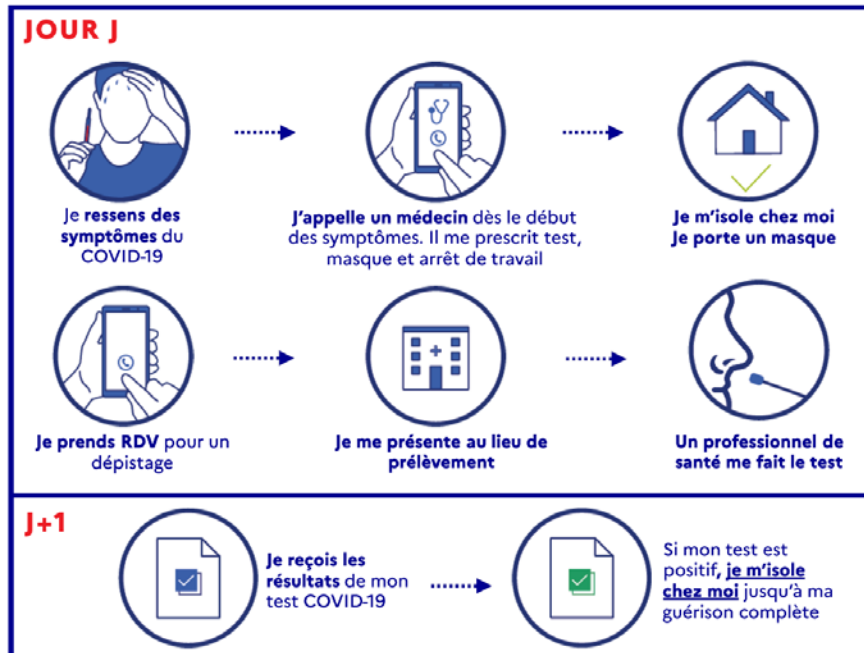 JOUR J
Je ressens des
symptômes du
COVID-19
J'appelle un médecin dès le début
des symptômes. Il me prescrit test,
masque et arrêt de travail
Je m'isole chez moi
Je porte un masque
Je prends RDV pour un
dépistage
Je me présente au lieu de
prélèvement
Un professionnel de
santé me fait le test
J+1
Je reçois les
résultats de mon
test COVID-19
Si mon test est
positif, je m'isole
chez moi jusqu'à ma
guérison complète